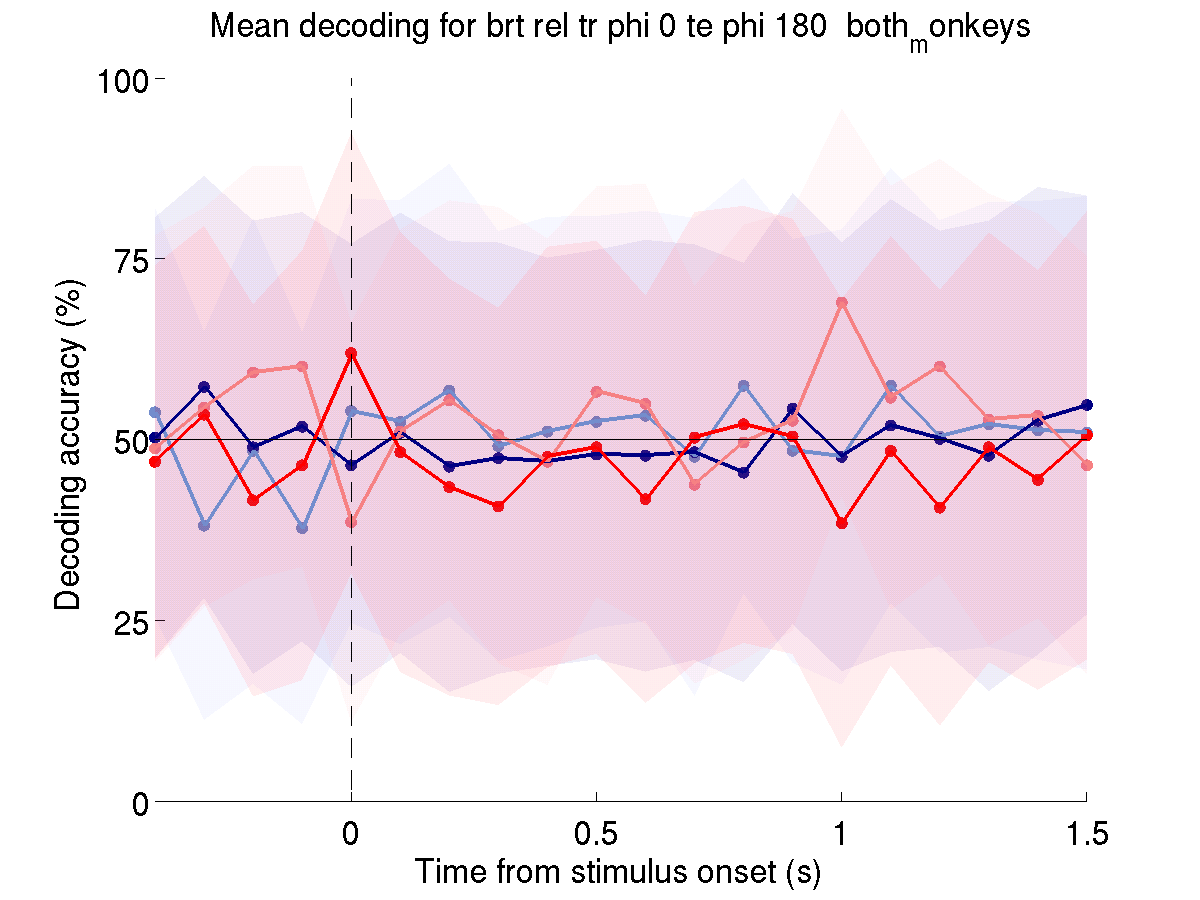 Mean decoding for brt rel tr phi 0 te phi 180 both_monkeys
100
75
50
25
0
Decoding accuracy (%)
0 0.5 1 1.5
Time from stimulus onset (s)